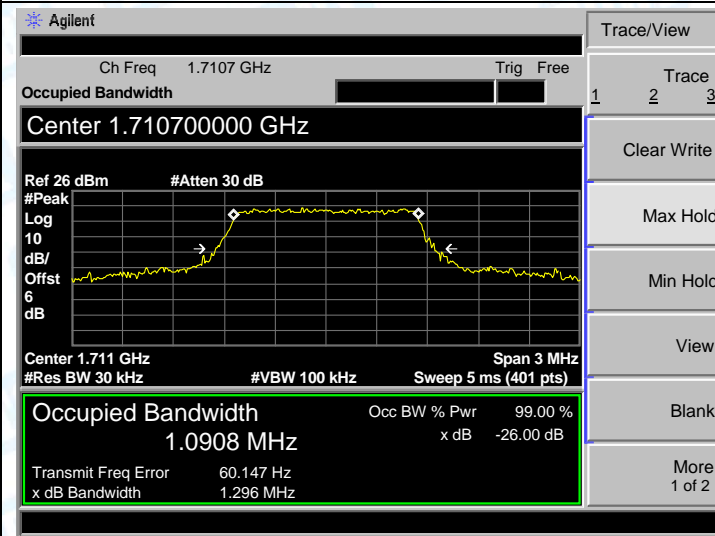 Agilent
Trace/View
Ch Freq 1.7107 GHz Trig Free
Occupied Bandwidth
Trace
1 2 3
Center 1.710700000 GHz
Clear Write
Ref 26 dBm #Atten 30 dB
#Peak
Log
10
dB/
Offst
6
dB
Max Hold
Min Hold
Center 1.711 GHz Span 3 MHz
#Res BW 30 kHz #VBW 100 kHz Sweep 5 ms (401 pts)
View
Occupied Bandwidth Occ BW % Pwr 99.00 %
1.0908 MHz x dB -26.00 dB
Blank
Transmit Freq Error 60.147 Hz
x dB Bandwidth 1.296 MHz
More
1 of 2